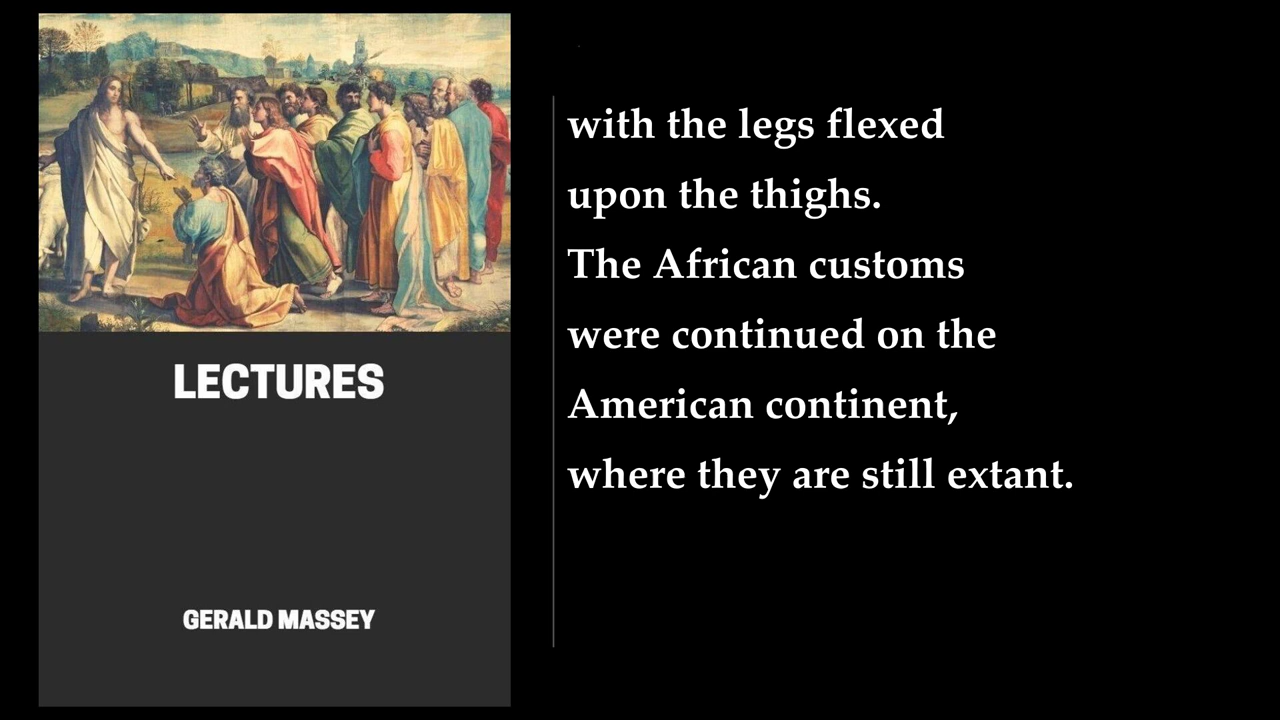 LECTURES
GERALD MASSEY
with the legs flexed
upon the thighs.
The African customs
were continued on the
American continent,
where they are still extant.